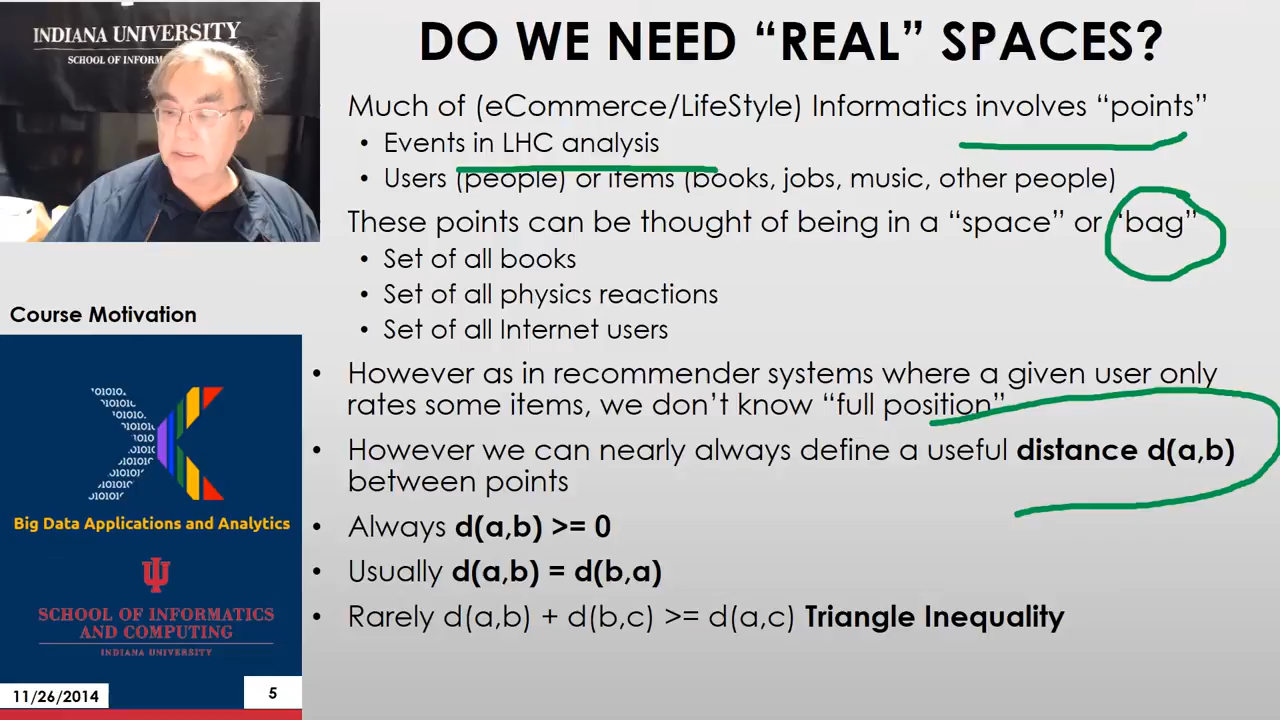 INDIANA UNIVERSITY
SCHOOL OF INFORM
DO WE NEED “REAL” SPACES?
Much of (eCommerce/LifeStyle) Informatics involves “points”
• Events in LHC analysis
• Users (people) or items (books, jobs, music, other people)
These points can be thought of being in a “space” or “bag”
• Set of all books
• Set of all physics reactions
• Set of all Internet users
• However as in recommender systems where a given user only
rates some items, we don’t know “full position”
• However we can nearly always define a useful distance d(a,b)
between points
• Always d(a,b) >= 0
• Usually d(a,b) = d(b,a)
• Rarely d(a,b) + d(b,c) >= d(a,c) Triangle Inequality
Course Motivation
Big Data Applications and Analytics
SCHOOL OF INFORMATICS
AND COMPUTING
INDIANA UNIVERSITY
11/26/2014
5